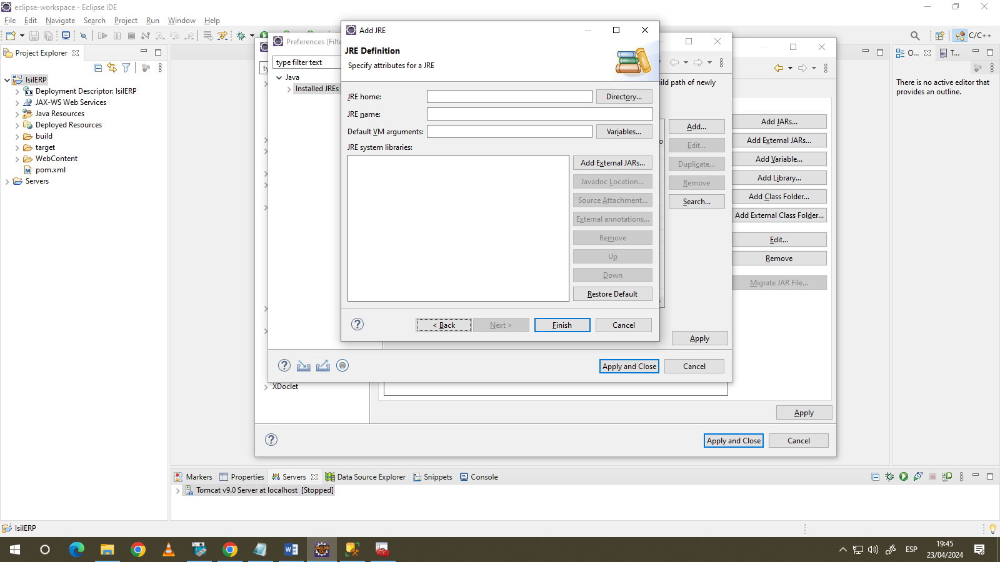 eclipse-workspace - Eclipse IDE
File Edit Navigate Search Project Run Window Help
C/C++
Project Explorer
IsilERP
Deployment Descriptor: IsilERP
JAX-WS Web Services
Java Resources
Deployed Resources
build
target
WebContent
pom.xml
Servers
Preferences (Filte
type filter text
Java
Installed JREs
Add JRE
JRE Definition
Specify attributes for a JRE
JRE home:
Directory...
JRE name:
Default VM arguments:
Variables...
JRE system libraries:
Add External JARs...
Javadoc Location...
Source Attachment...
External annotations...
Remove
Up
Down
Restore Default
< Back
Next >
Finish
Cancel
ild path of newly
Add...
Edit...
Duplicate...
Remove
Search...
Apply
Apply and Close
Cancel
Add JARs...
Add External JARs...
Add Variable...
Add Library...
Add Class Folder...
Add External Class Folder...
Edit...
Remove
Migrate JAR File...
XDoclet
Apply
Apply and Close
Cancel
O...
T...
There is no active editor that
provides an outline.
Markers
Properties
Servers
Data Source Explorer
Snippets
Console
Tomcat v9.0 Server at localhost [Stopped]
IsilERP
ESP
19:45
23/04/2024